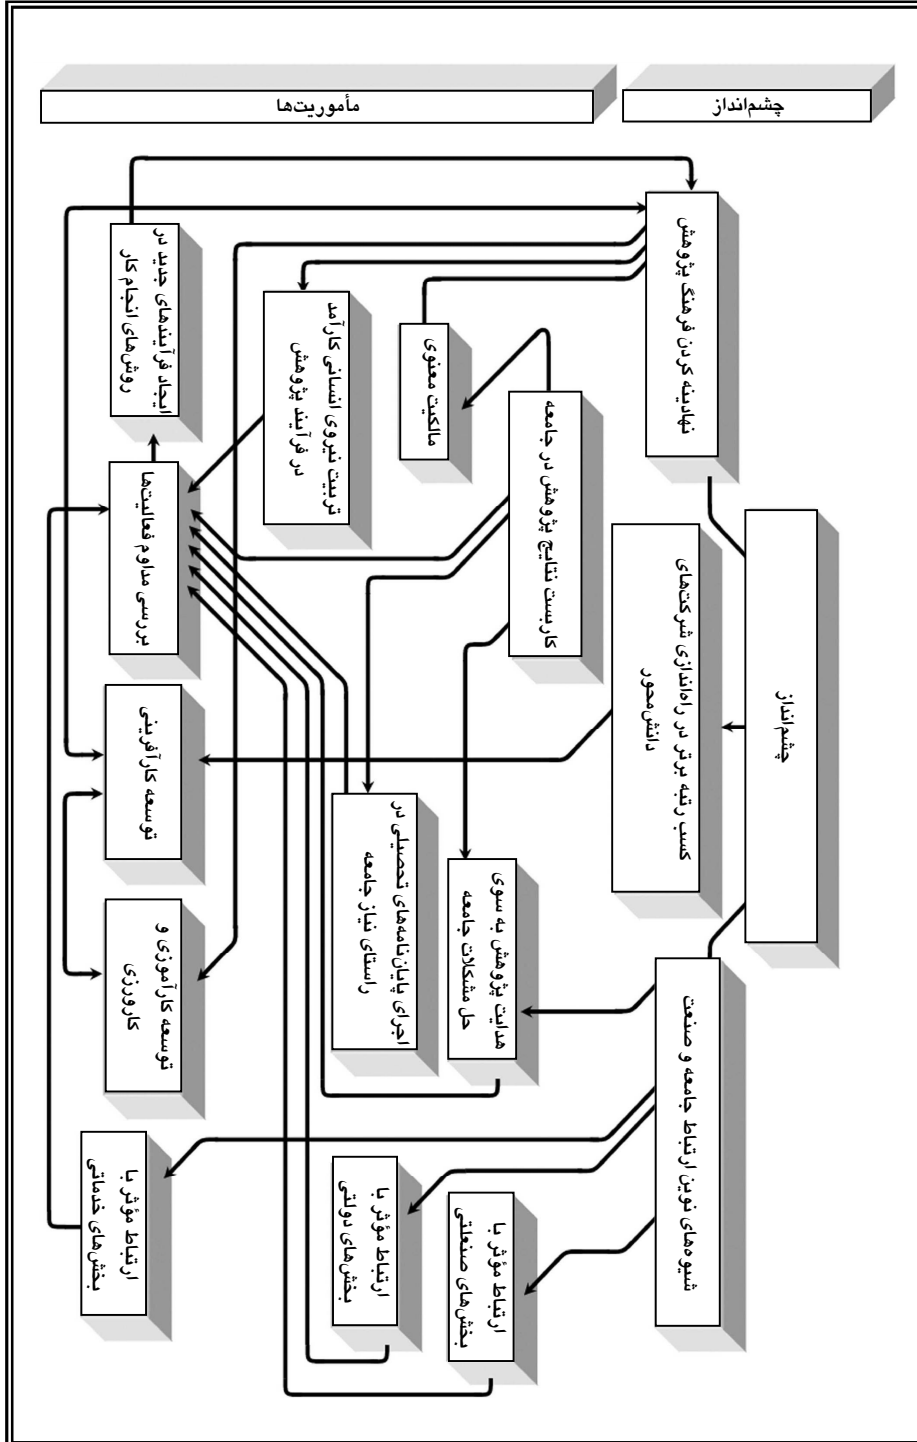 چشم‌انداز
مأموریت‌ها
چشم‌انداز
نهادینه کردن فرهنگ پژوهش
کسب رتبه برتر در راه‌اندازی شرکت‌های
دانش‌محور
شیوه‌های نوین ارتباط جامعه و صنعت
کاربست نتایج پژوهش در جامعه
مالکیت معنوی
هدایت پژوهش به سوی
حل مشکلات جامعه
ارتباط مؤثر با
بخش‌های صنعلتی
تربیت نیروی انسانی کارآمد
در فرآیند پژوهش
اجرای پایان‌نامه‌های تحصیلی در
راستای نیاز جامعه
ارتباط مؤثر با
بخش‌های دولتی
ایجاد فرآیندهای جدید در
روش‌های انجام کار
بررسی مداوم فعالیت‌ها
توسعه کارآفرینی
توسعه کارآموزی و
کارورزی
ارتباط مؤثر با
بخش‌های خدماتی